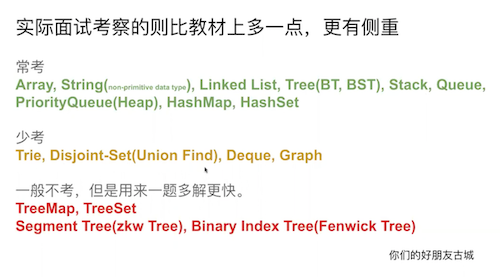 实际面试考察的则比教材上多一点，更有侧重
常考
Array, String(non-primitive data type), Linked List, Tree(BT, BST), Stack, Queue,
PriorityQueue(Heap), HashMap, HashSet
少考
Trie, Disjoint-Set(Union Find), Deque, Graph
一般不考，但是用来一题多解更快。
TreeMap, TreeSet
Segment Tree(zkw Tree), Binary Index Tree(Fenwick Tree)
你们的好朋友古城